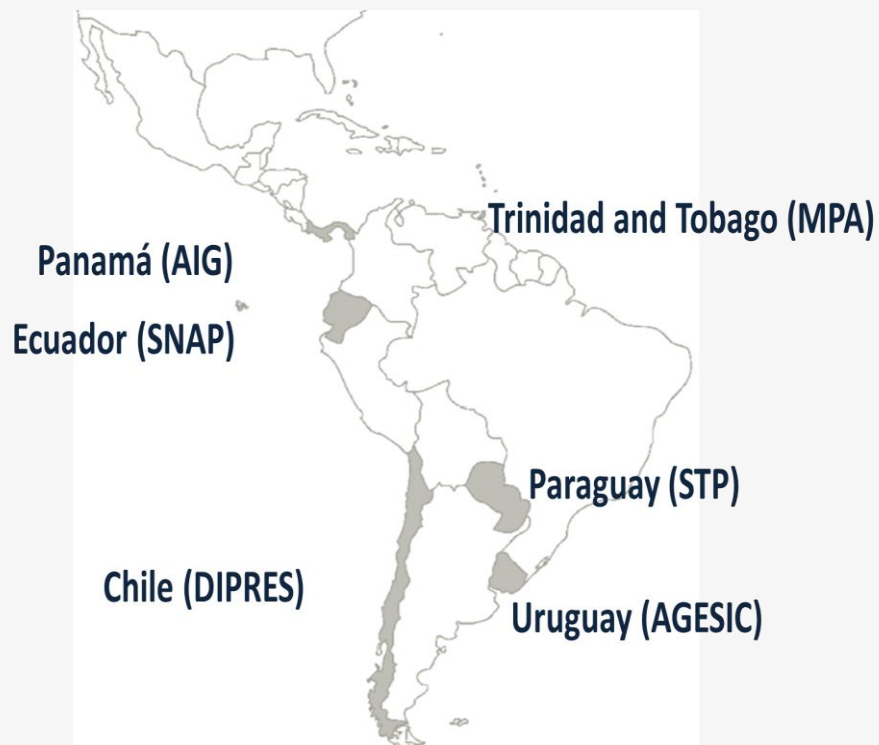 Trinidad and Tobago (MPA)
Panamá (AIG)
Ecuador (SNAP)
Paraguay (STP)
Chile (DIPRES)
Uruguay (AGESIC)